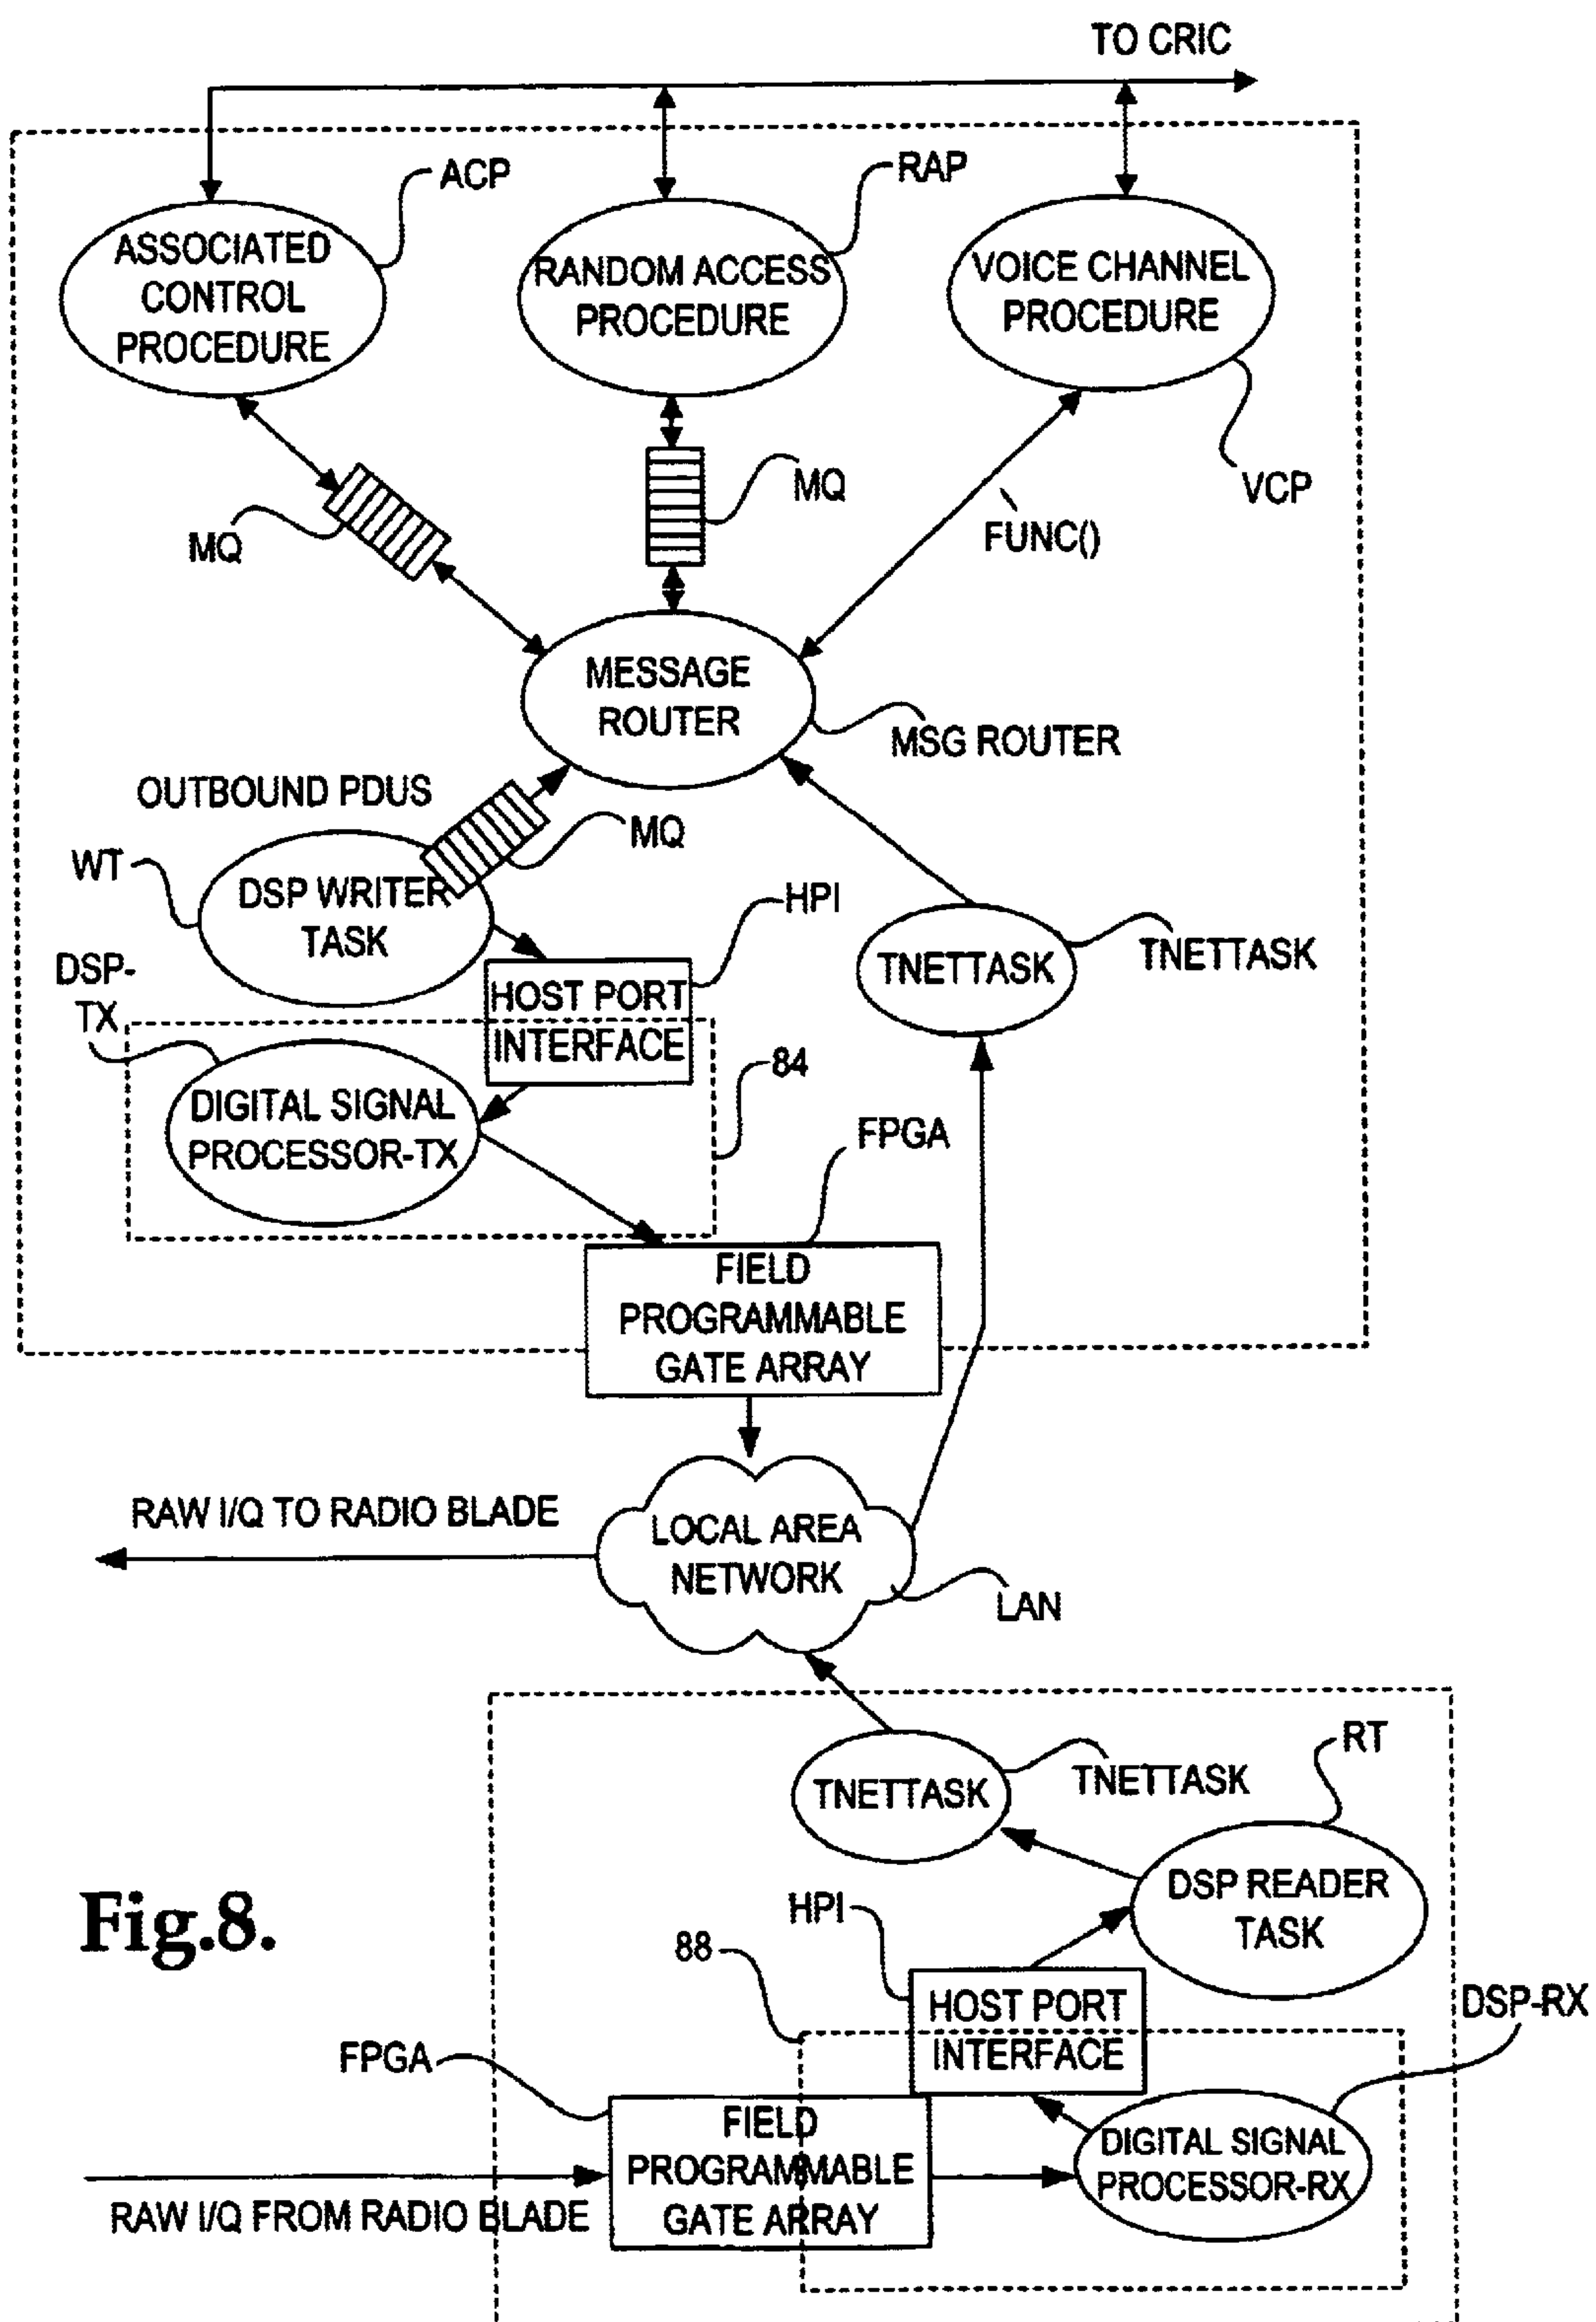 TO CRIC
ACP
RAP
ASSOCIATED
CONTROL
PROCEDURE
RANDOM ACCESS
PROCEDURE
VOICE CHANNEL
PROCEDURE
VCP
MQ
MQ
FUNC()
MESSAGE
ROUTER
MSG ROUTER
OUTBOUND PDUS
MQ
WT
DSP WRITER
TASK
HPI
TNETTASK
TNETTASK
DSP-
TX
HOST PORT
INTERFACE
84
DIGITAL SIGNAL
PROCESSOR-TX
FPGA
FIELD
PROGRAMMABLE
GATE ARRAY
RAW I/Q TO RADIO BLADE
LOCAL AREA
NETWORK
LAN
TNETTASK
TNETTASK
RT
DSP READER
TASK
Fig.8.
HPI
88
HOST PORT
INTERFACE
DSP-RX
FPGA
FIELD
PROGRAMMABLE
GATE ARRAY
DIGITAL SIGNAL
PROCESSOR-RX
RAW I/Q FROM RADIO BLADE